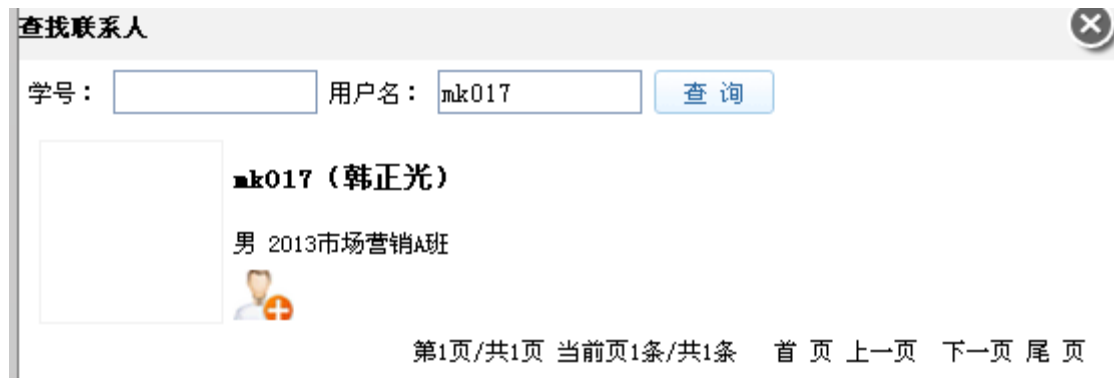 查找联系人
学号： 用户名： mk017 查 询
mk017（韩正光）
男 2013市场营销A班
第1页/共1页 当前页1条/共1条 首 页 上一页 下一页 尾 页